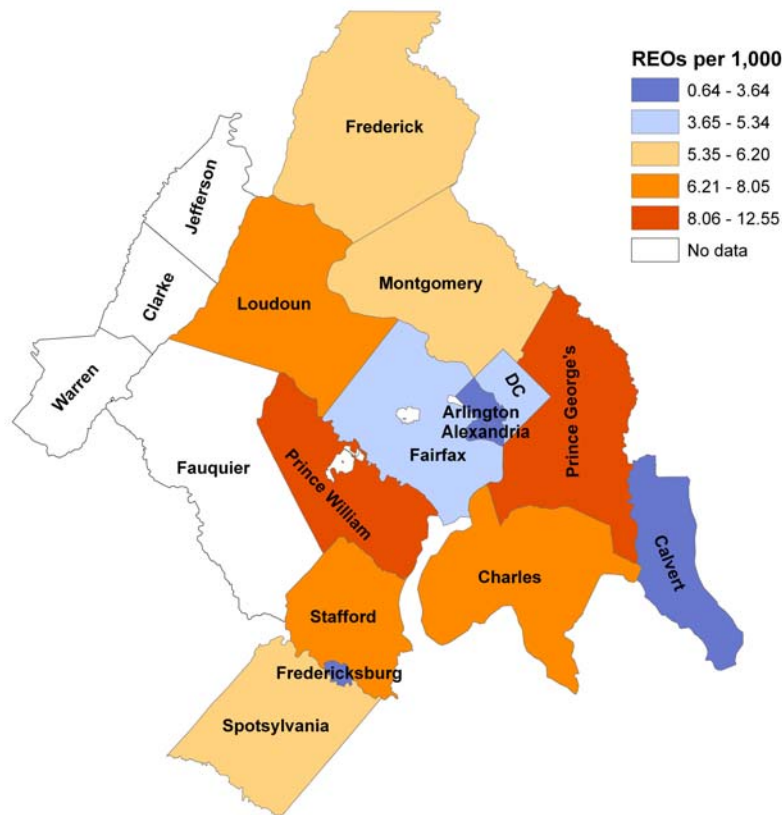 REOs per 1,000
0.64 - 3.64
3.65 - 5.34
5.35 - 6.20
6.21 - 8.05
8.06 - 12.55
No data
Frederick
Jefferson
Clarke
Warren
Loudoun
Montgomery
DC
Arlington
Alexandria
Fairfax
Prince George's
Fauquier
Prince William
Calvert
Charles
Stafford
Fredericksburg
Spotsylvania